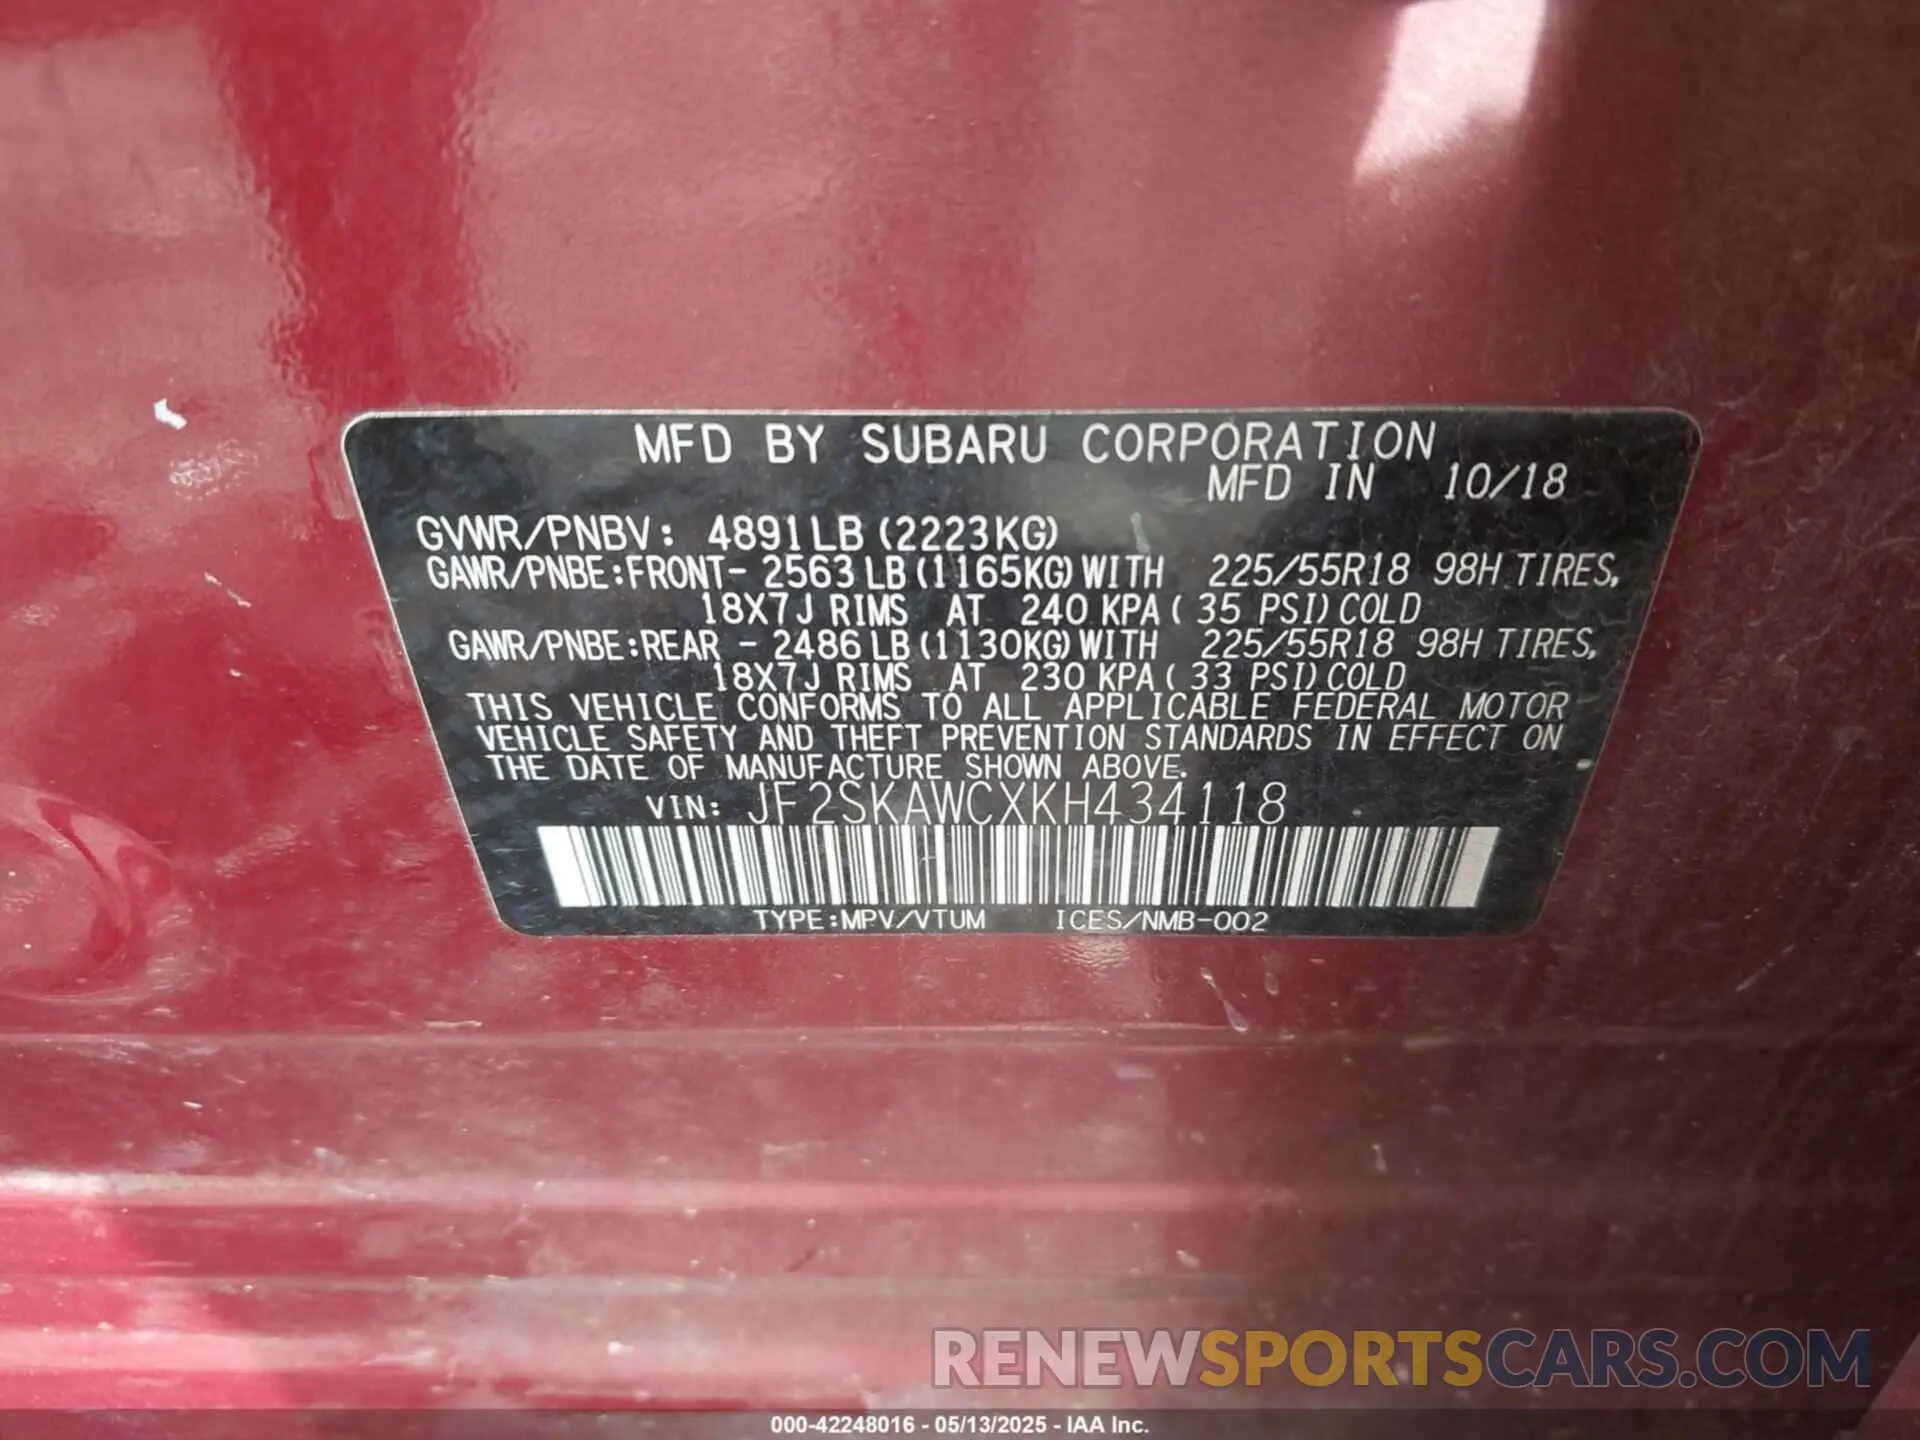 MFD BY SUBARU CORPORATION
MFD IN 10/18
GVWR/PNBV: 4891LB (2223KG)
GAWR/PNBE:FRONT- 2563 LB (1165KG) WITH 225/55R18 98H TIRES,
18X7J RIMS AT 240 KPA ( 35 PSI) COLD
GAWR/PNBE:REAR - 2486 LB (1130KG) WITH 225/55R18 98H TIRES,
18X7J RIMS AT 230 KPA ( 33 PSI) COLD
THIS VEHICLE CONFORMS TO ALL APPLICABLE FEDERAL MOTOR
VEHICLE SAFETY AND THEFT PREVENTION STANDARDS IN EFFECT ON
THE DATE OF MANUFACTURE SHOWN ABOVE.
VIN: JF2SKAWCXKH434118
TYPE:MPV/VTUM ICES/NMB-002
RENEWSPORTSCARS.COM
000-42248016 - 05/13/2025 - IAA Inc.